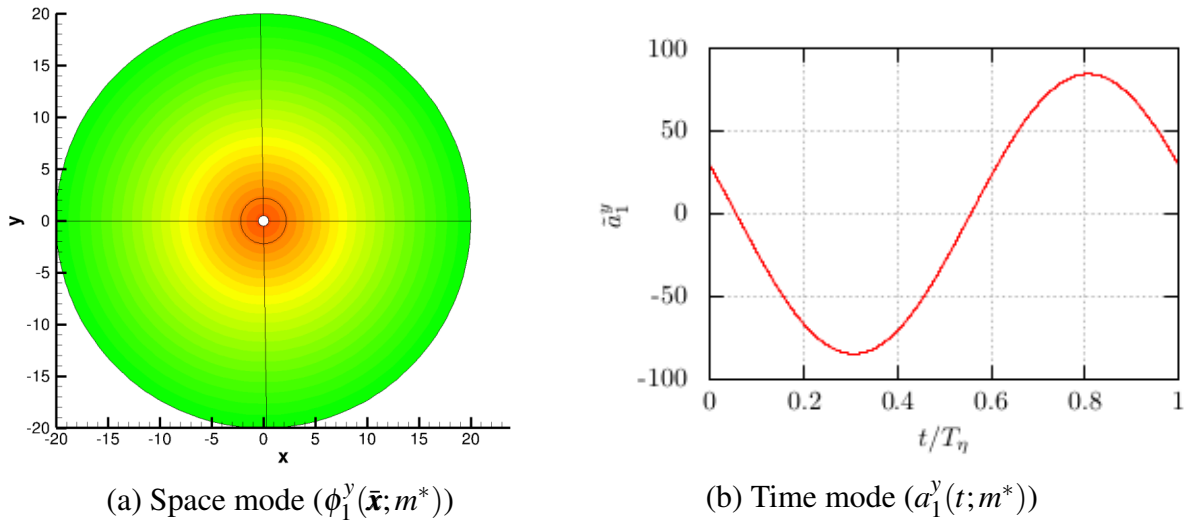 20
15
10
5
0
-5
-10
-15
-20
y
-20 -15 -10 -5 0 5 10 15 20
x
(a) Space mode (ϕ₁ʸ(x̄; m*))
100
50
0
-50
-100
ã₁ʸ
0 0.2 0.4 0.6 0.8 1
t/T_η
(b) Time mode (a₁ʸ(t; m*))